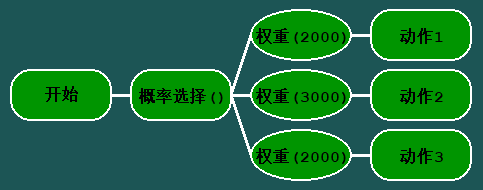 权重(2000)
动作1
开始
概率选择()
权重(3000)
动作2
权重(2000)
动作3